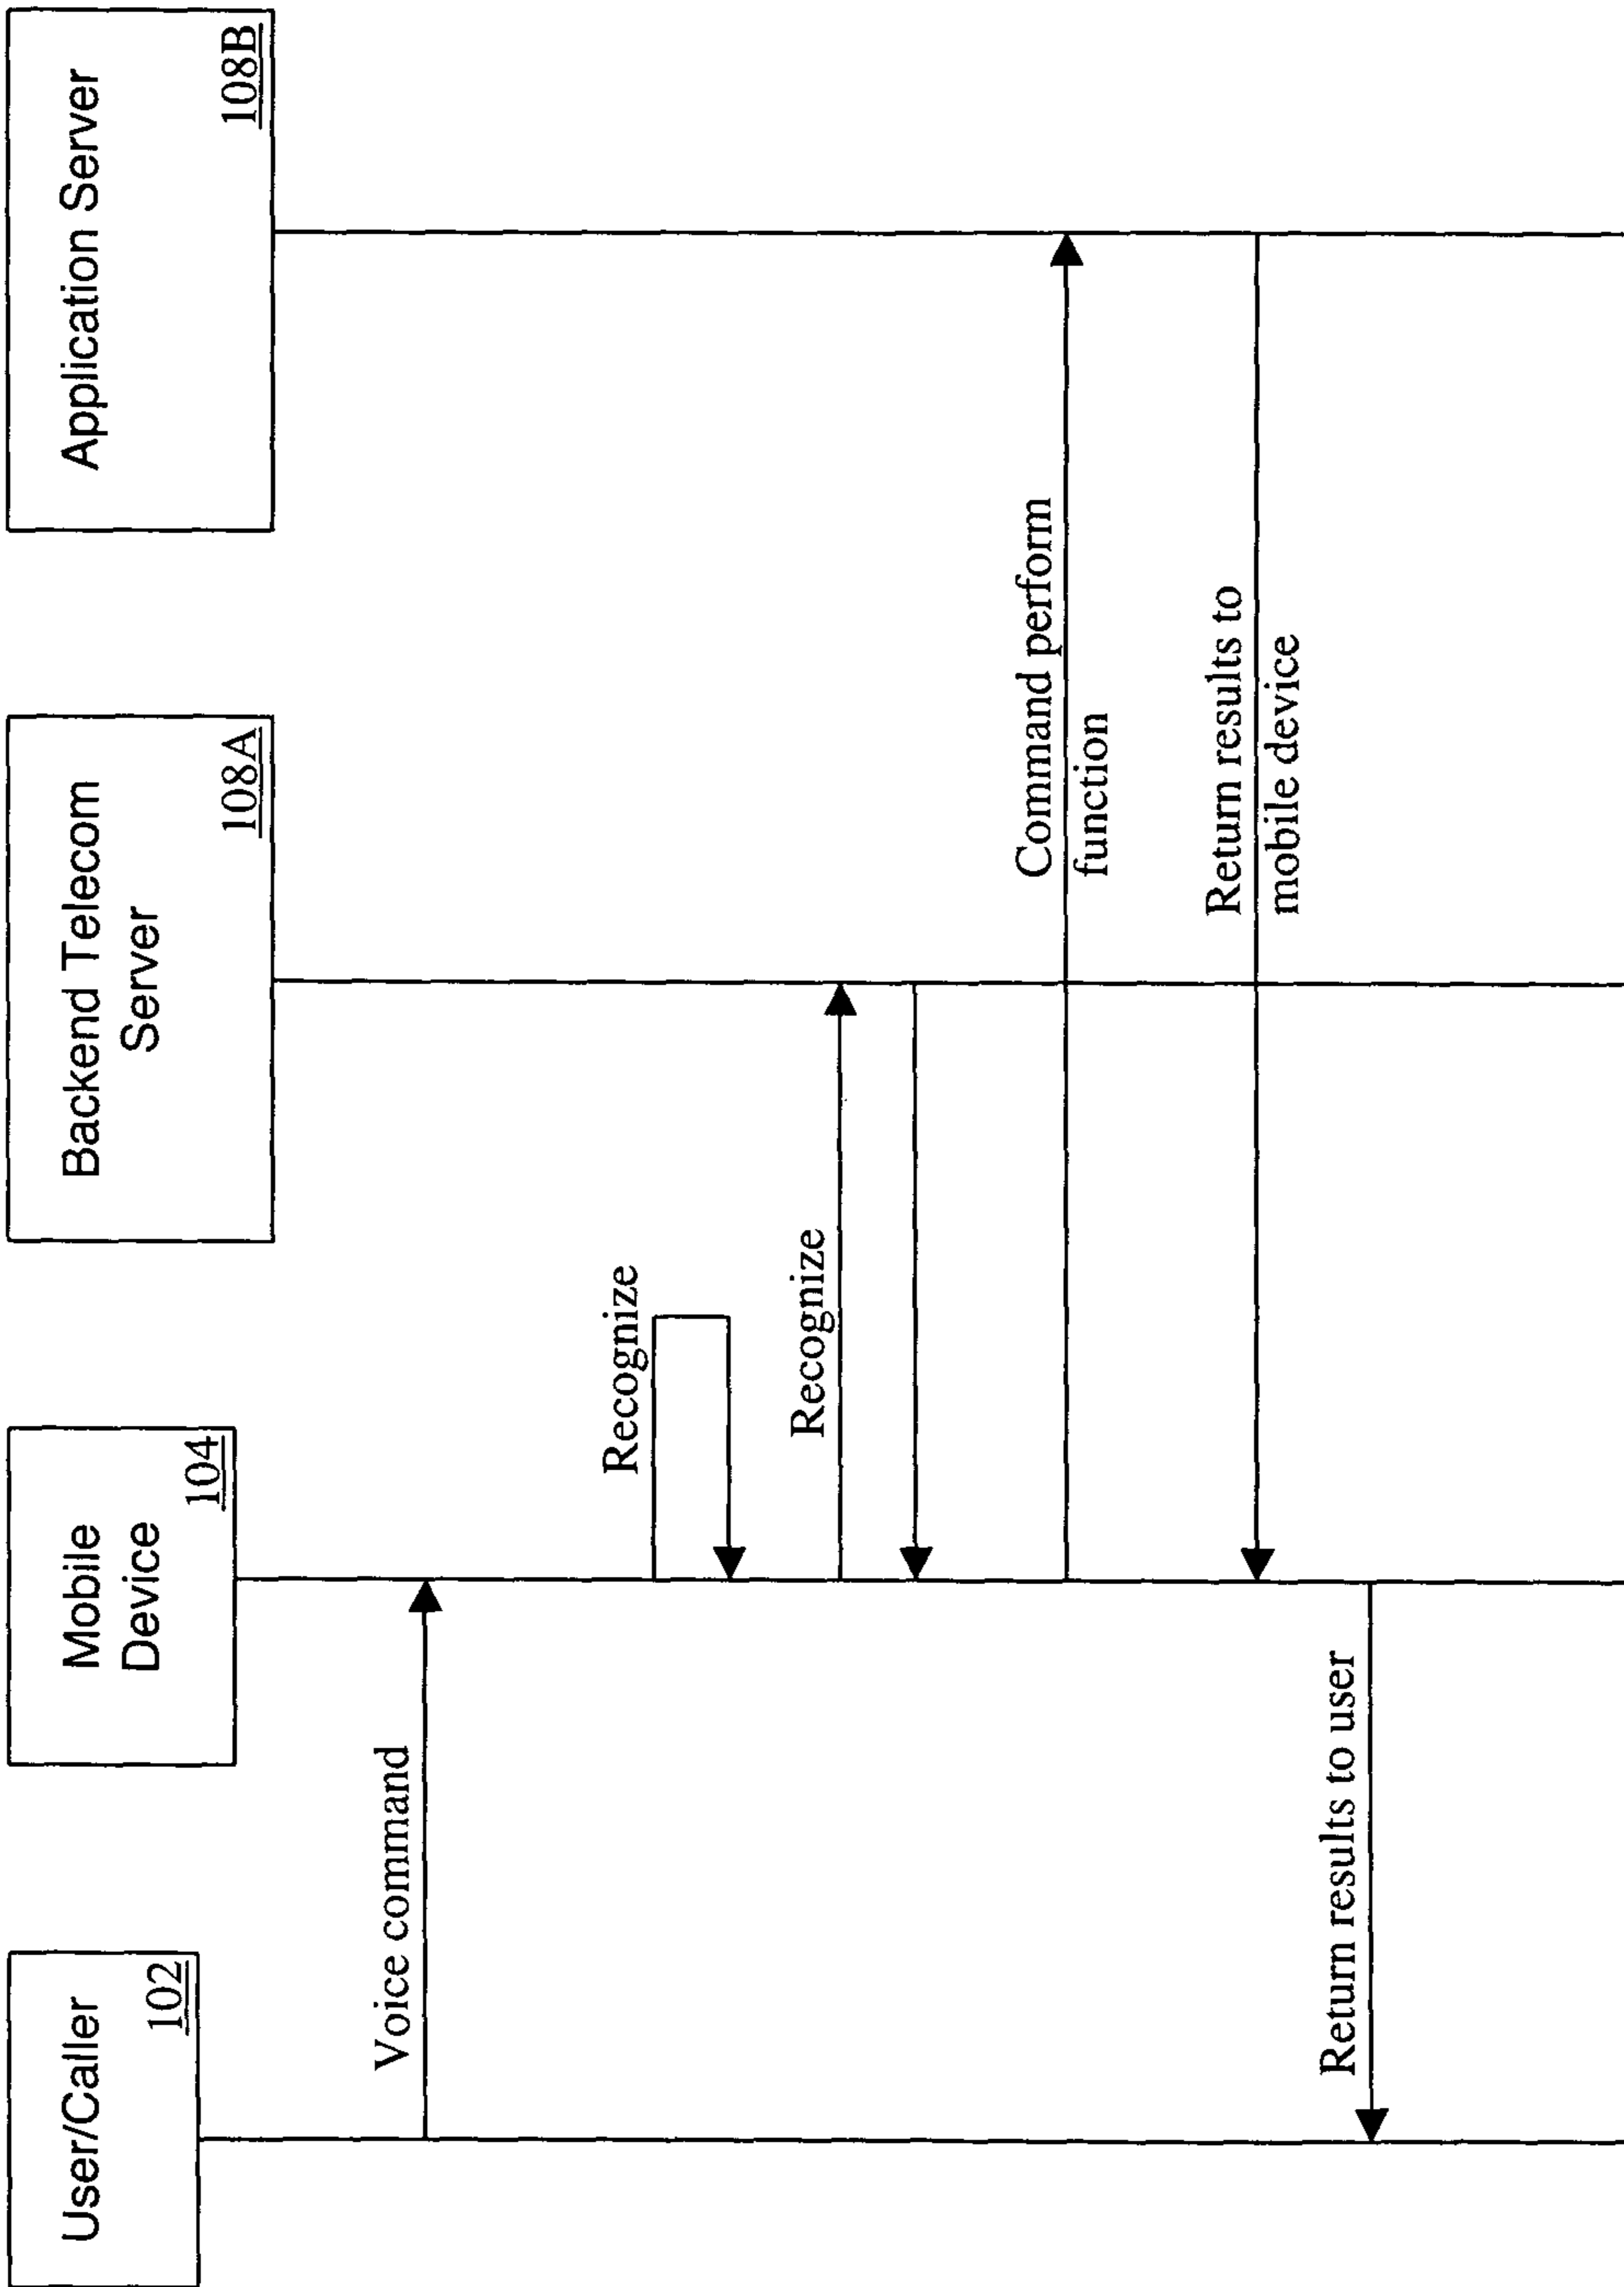 User/Caller
102
Mobile
Device
104
Backend Telecom
Server
108A
Application Server
108B
Voice command
Recognize
Recognize
Command perform
function
Return results to
mobile device
Return results to user